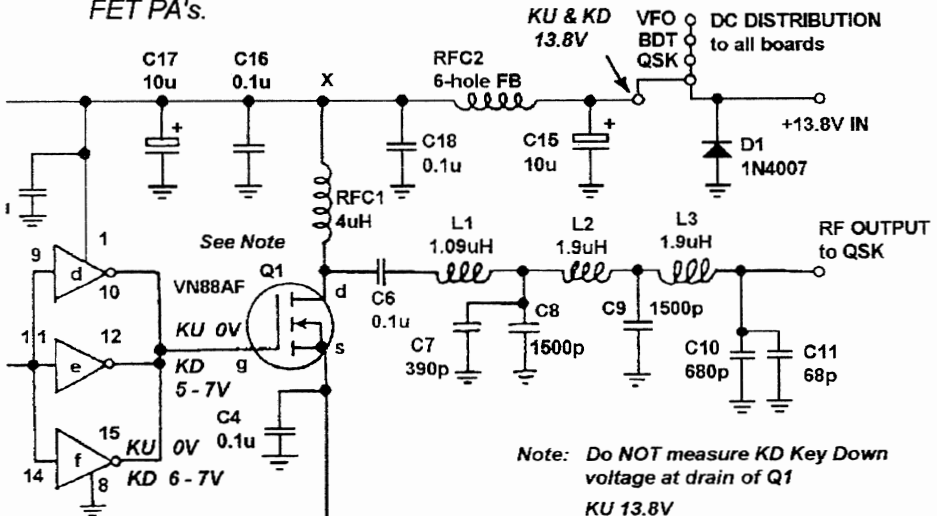 FET PA's.
KU & KD
13.8V
VFO
BDT
QSK
DC DISTRIBUTION
to all boards
C17
10u
C16
0.1u
X
RFC2
6-hole FB
+
+
C18
0.1u
C15
10u
+13.8V IN
D1
1N4007
RFC1
4uH
See Note
L1
1.09uH
L2
1.9uH
L3
1.9uH
RF OUTPUT
to QSK
1
9
d
10
Q1
VN88AF
d
C6
0.1u
KU 0V
g
s
C7
390p
C8
1500p
C9
1500p
C10
680p
C11
68p
11
e
12
KD
5 - 7V
C4
0.1u
15
KU 0V
14
f
8
KD 6 - 7V
Note: Do NOT measure KD Key Down
voltage at drain of Q1
KU 13.8V